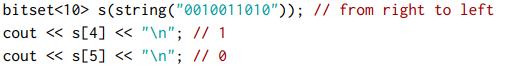 bitset<10> s(string("0010011010")); // from right to left
cout << s[4] << "\n"; // 1
cout << s[5] << "\n"; // 0